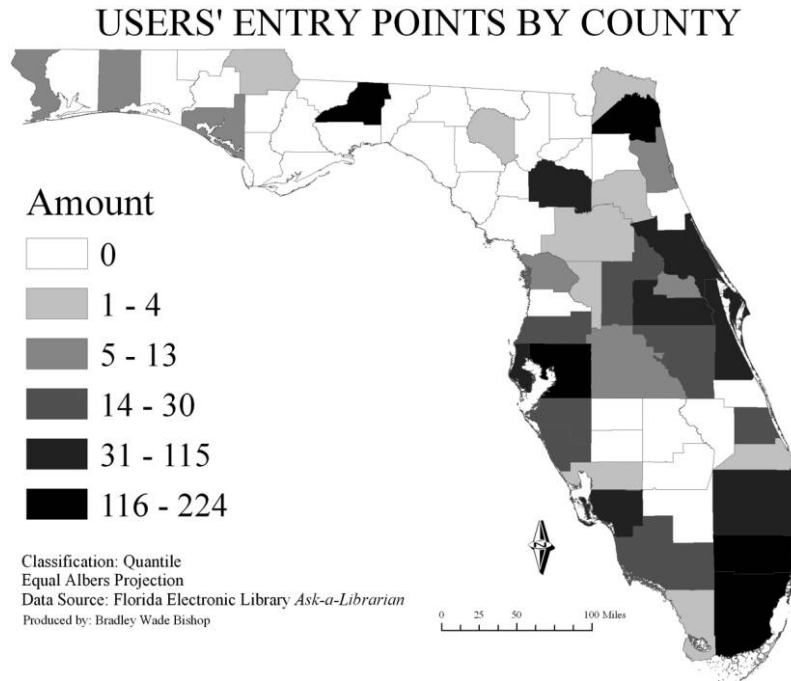 USERS' ENTRY POINTS BY COUNTY
Amount
0
1 - 4
5 - 13
14 - 30
31 - 115
116 - 224
Classification: Quantile
Equal Albers Projection
Data Source: Florida Electronic Library Ask-a-Librarian
Produced by: Bradley Wade Bishop
N
0 25 50 100 Miles